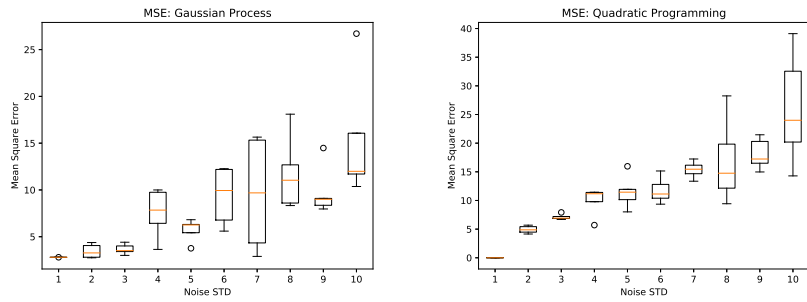 MSE: Gaussian Process
25
20
15
10
5
Mean Square Error
1 2 3 4 5 6 7 8 9 10
Noise STD
MSE: Quadratic Programming
40
35
30
25
20
15
10
5
0
Mean Square Error
1 2 3 4 5 6 7 8 9 10
Noise STD